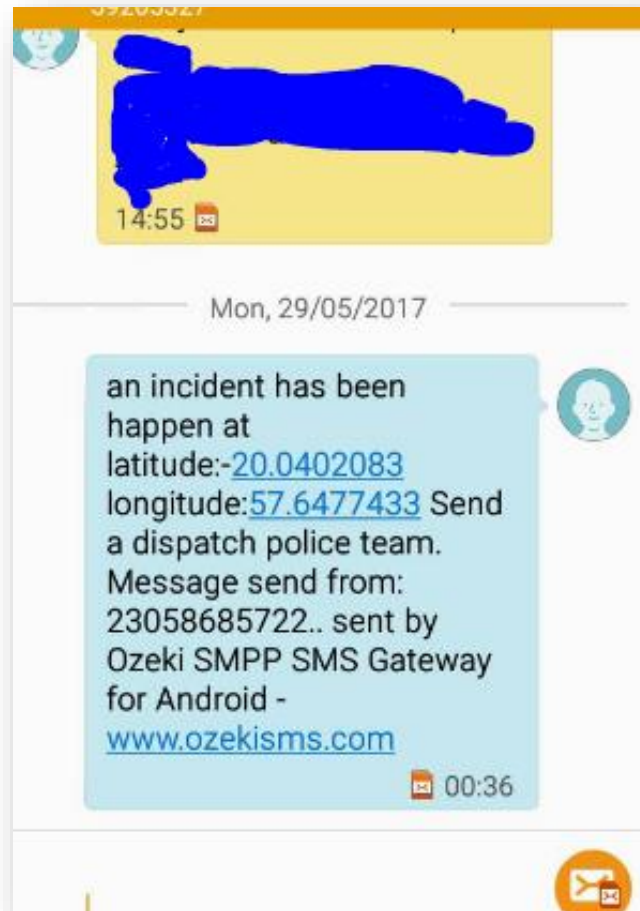 14:55
Mon, 29/05/2017
an incident has been
happen at
latitude:-20.0402083
longitude:57.6477433 Send
a dispatch police team.
Message send from:
23058685722.. sent by
Ozeki SMPP SMS Gateway
for Android -
www.ozekisms.com
00:36